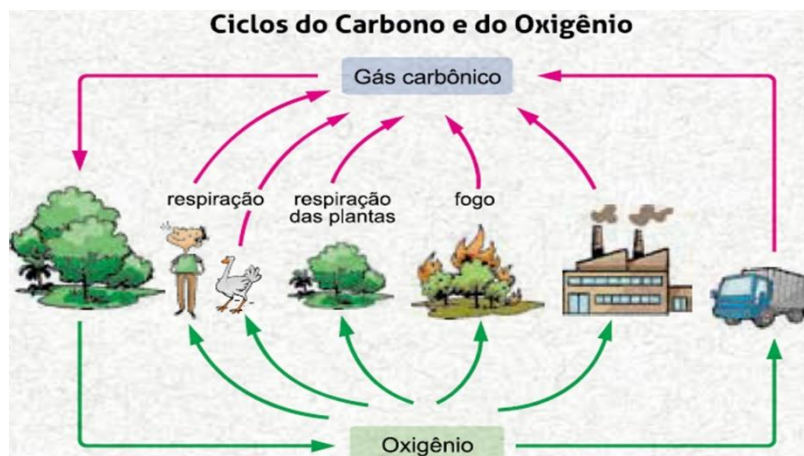 Ciclos do Carbono e do Oxigênio
Gás carbônico
respiração
respiração
das plantas
fogo
Oxigênio